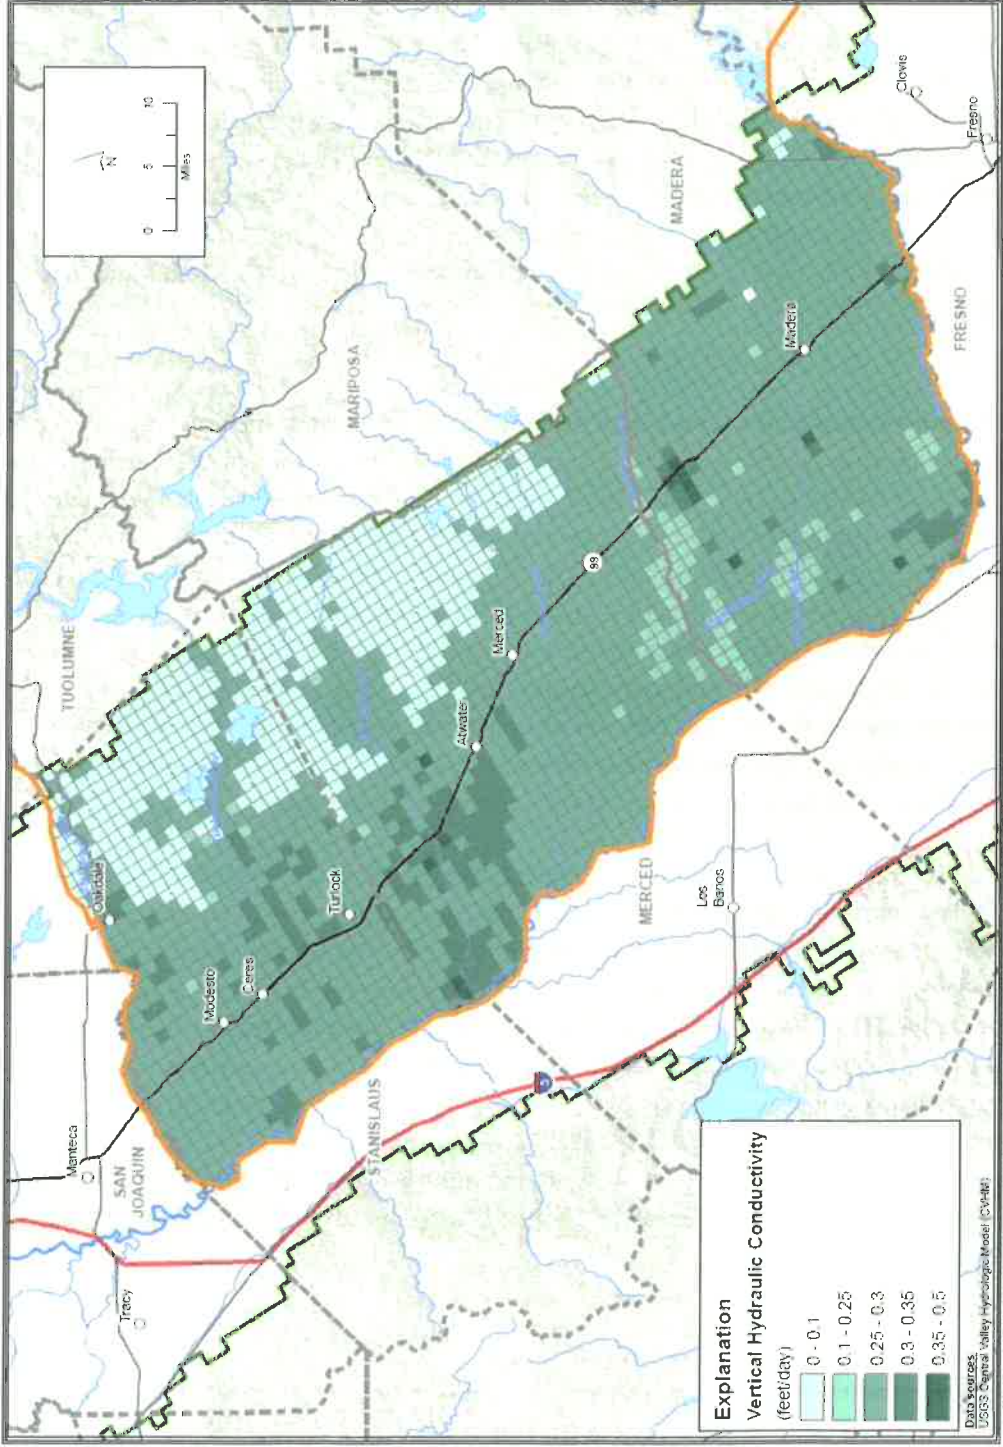 N
0 5 10
Miles
TUOLUMNE
MARIPOSA
MADERA
Clovis
Fresno
FRESNO
Madera
99
Merced
Atwater
Turlock
Oakdale
Modesto
Ceres
Manteca
SAN
JOAQUIN
Tracy
STANISLAUS
MERCED
Los
Banos
5
Explanation
Vertical Hydraulic Conductivity
(feet/day)
0 - 0.1
0.1 - 0.25
0.25 - 0.3
0.3 - 0.35
0.35 - 0.5
Data sources
USGS Central Valley Hydrologic Model (CVHM)